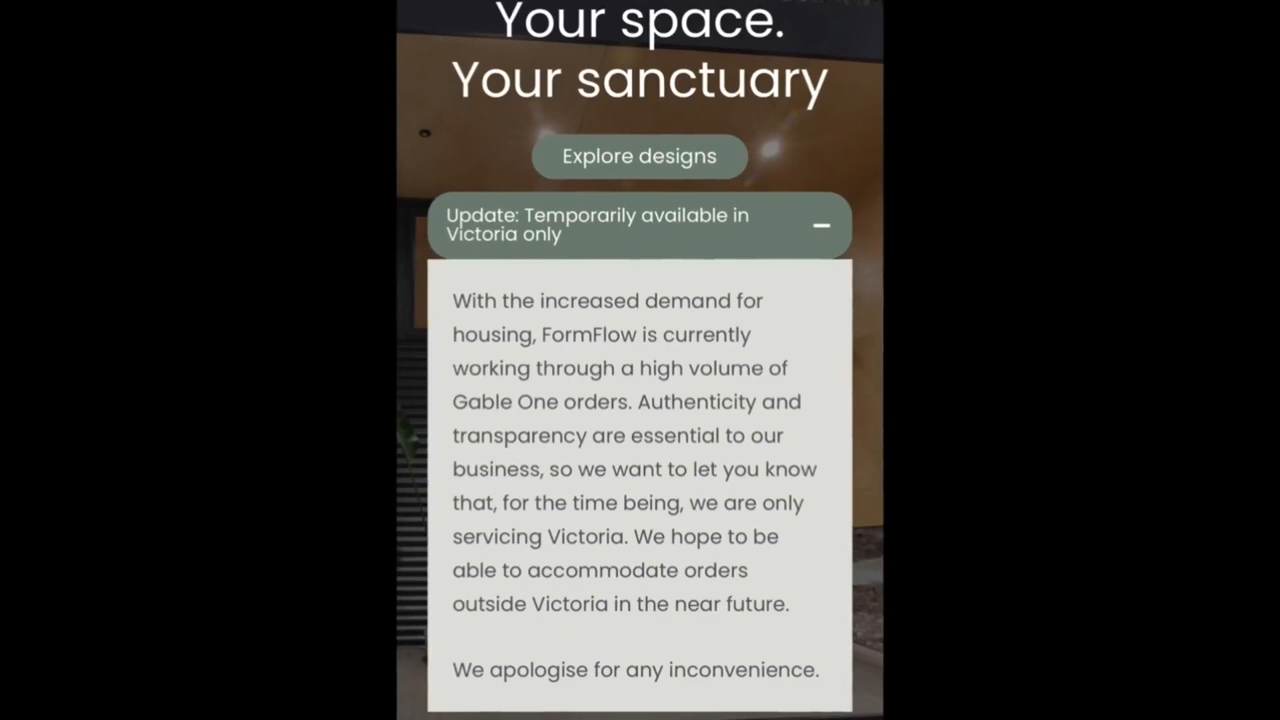 Your space.
Your sanctuary
Explore designs
Update: Temporarily available in
Victoria only
With the increased demand for
housing, FormFlow is currently
working through a high volume of
Gable One orders. Authenticity and
transparency are essential to our
business, so we want to let you know
that, for the time being, we are only
servicing Victoria. We hope to be
able to accommodate orders
outside Victoria in the near future.
We apologise for any inconvenience.